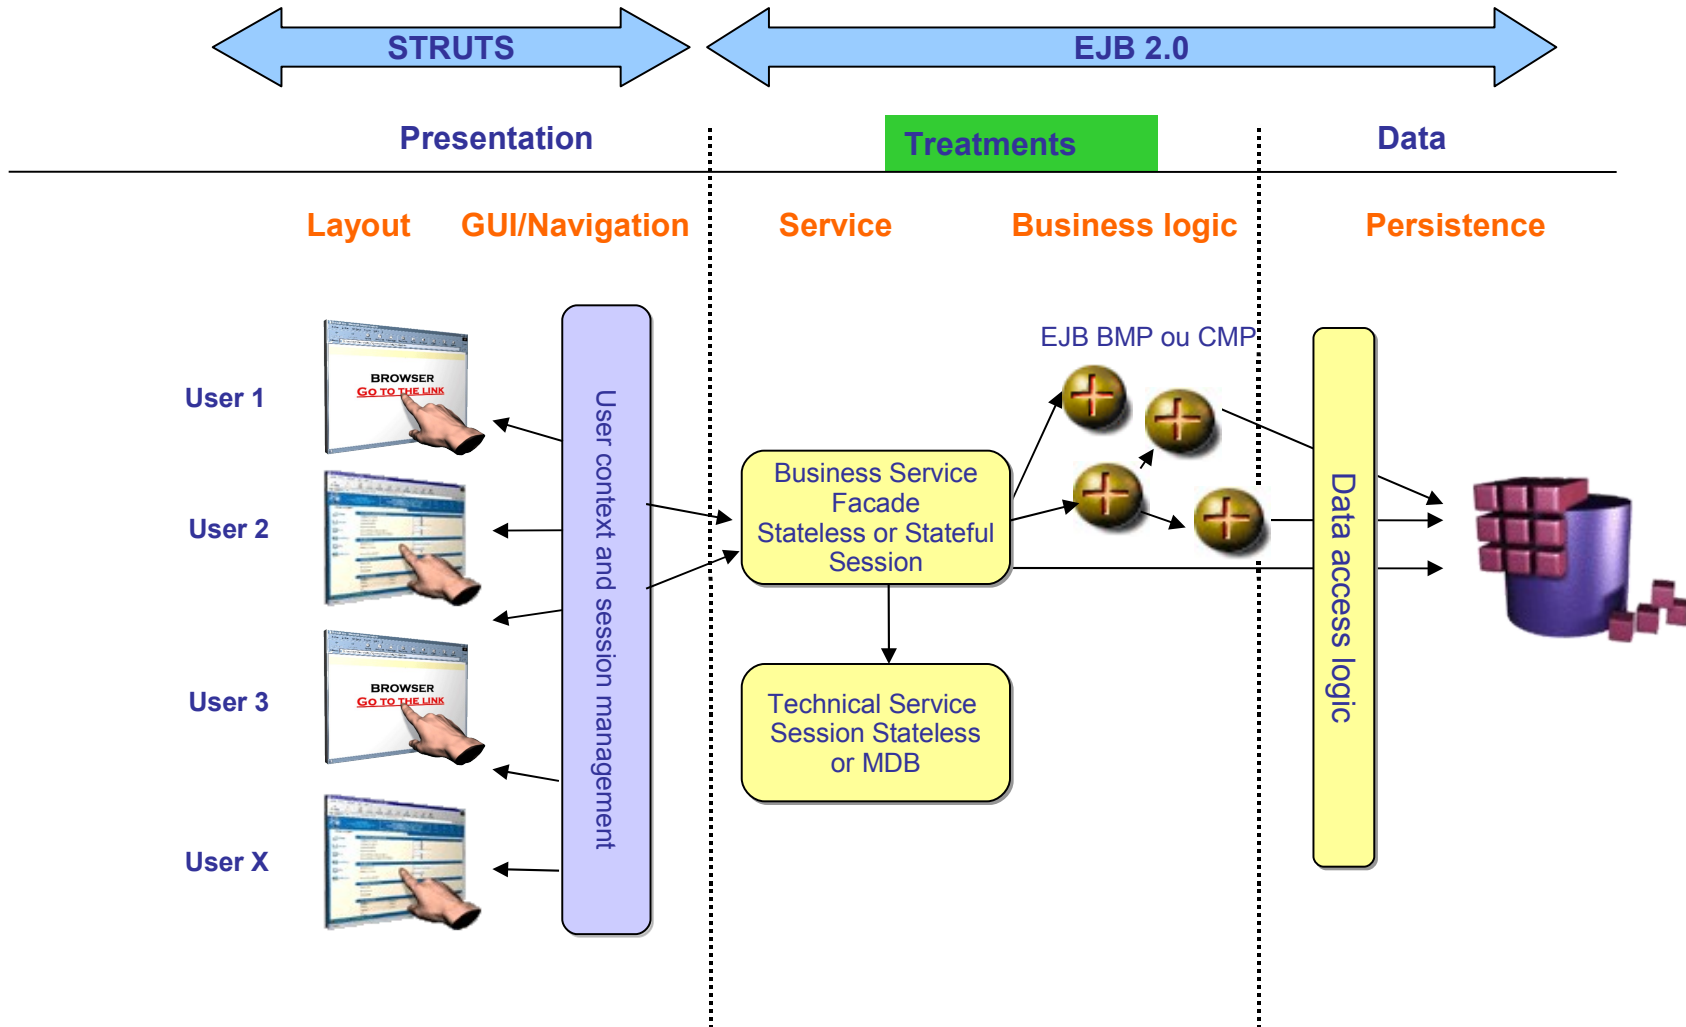 STRUTS
EJB 2.0
Presentation
Treatments
Data
Layout
GUI/Navigation
Service
Business logic
Persistence
User 1
BROWSER
GO TO THE LINK
User 2
User 3
BROWSER
GO TO THE LINK
User X
User context and session management
Business Service
Facade
Stateless or Stateful
Session
Technical Service
Session Stateless
or MDB
EJB BMP ou CMP
Data access logic